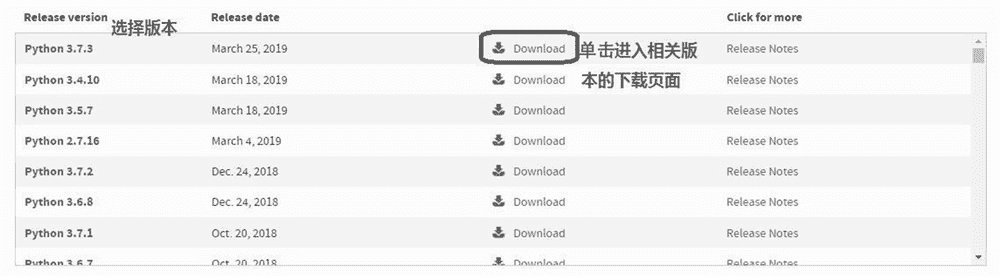 Release version 选择版本 Release date Click for more
Python 3.7.3 March 25, 2019 Download 单击进入相关版 Release Notes
Python 3.4.10 March 18, 2019 Download 本的下载页面 Release Notes
Python 3.5.7 March 18, 2019 Download Release Notes
Python 2.7.16 March 4, 2019 Download Release Notes
Python 3.7.2 Dec. 24, 2018 Download Release Notes
Python 3.6.8 Dec. 24, 2018 Download Release Notes
Python 3.7.1 Oct. 20, 2018 Download Release Notes
Python 3.6.7 Oct. 20, 2018 Download Release Notes